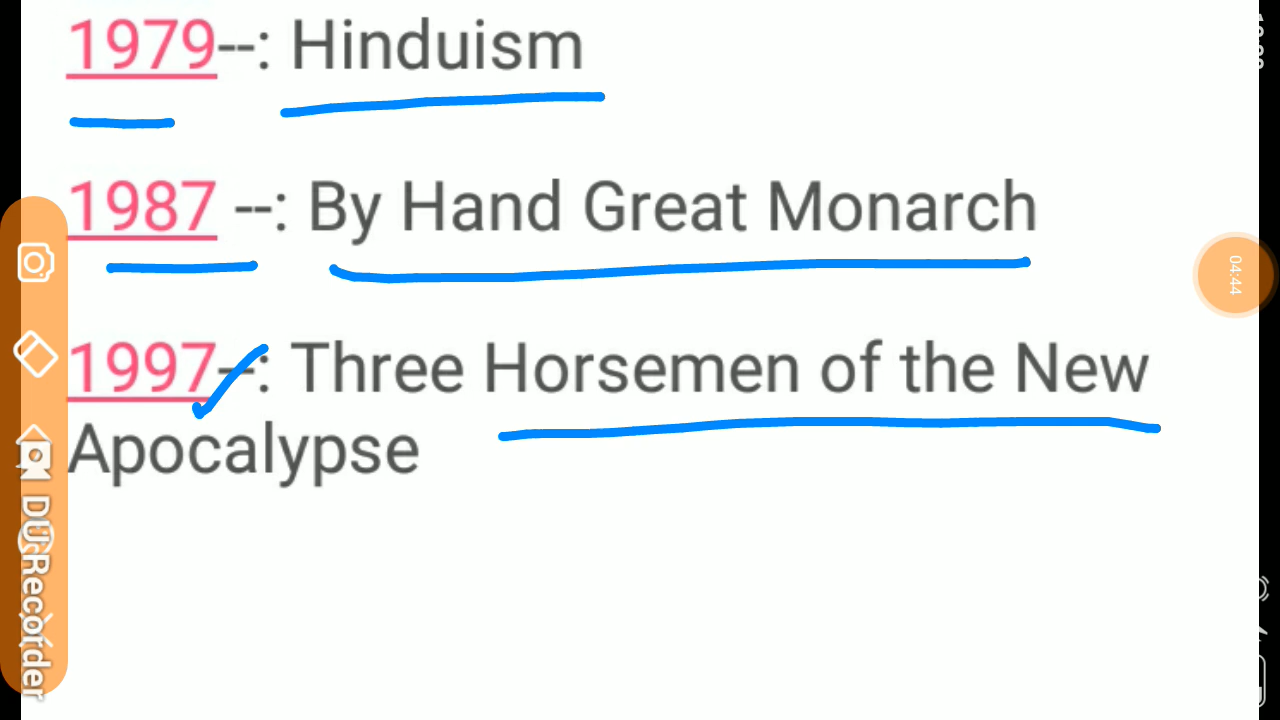 1979--: Hinduism
1987 --: By Hand Great Monarch
1997--: Three Horsemen of the New
Apocalypse
04:44
DU Recorder